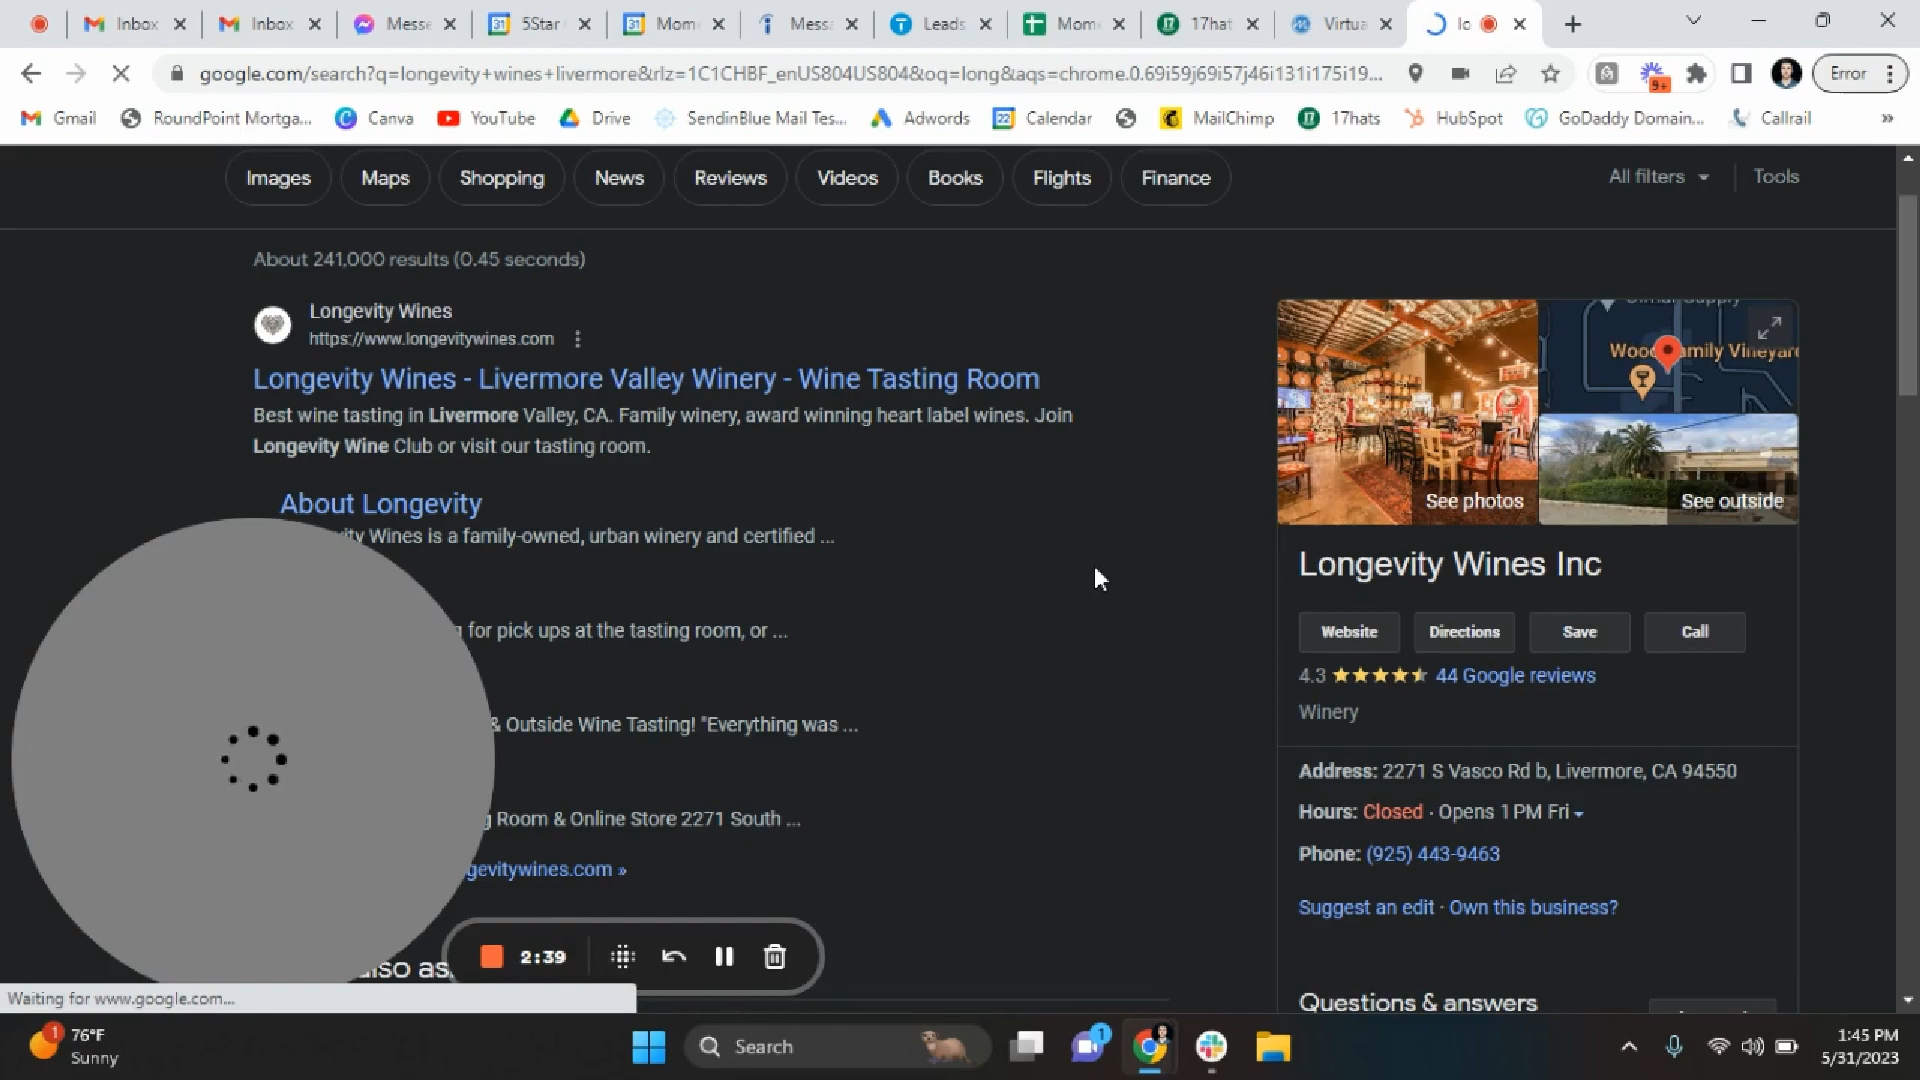 Inbox
Inbox
Messe
5Star
Mom
Mess
Leads
Mom
17hat
Virtua
lo
google.com/search?q=longevity+wines+livermore&rlz=1C1CHBF_enUS804US804&oq=long&aqs=chrome.0.69i59j69i57j46i131i175i19...
9+
Error
Gmail
RoundPoint Mortga...
Canva
YouTube
Drive
SendinBlue Mail Tes...
Adwords
22
Calendar
MailChimp
17hats
HubSpot
GoDaddy Domain...
Callrail
»
Images
Maps
Shopping
News
Reviews
Videos
Books
Flights
Finance
All filters
Tools
About 241,000 results (0.45 seconds)
Longevity Wines
https://www.longevitywines.com
Longevity Wines - Livermore Valley Winery - Wine Tasting Room
Best wine tasting in Livermore Valley, CA. Family winery, award winning heart label wines. Join
Longevity Wine Club or visit our tasting room.
About Longevity
Wines is a family-owned, urban winery and certified ...
for pick ups at the tasting room, or ...
& Outside Wine Tasting! "Everything was ...
Room & Online Store 2271 South ...
gevitywines.com »
lso as
2:39
Waiting for www.google.com...
See photos
See outside
Longevity Wines Inc
Website
Directions
Save
Call
4.3
44 Google reviews
Winery
Address: 2271 S Vasco Rd b, Livermore, CA 94550
Hours: Closed · Opens 1 PM Fri
Phone: (925) 443-9463
Suggest an edit · Own this business?
Questions & answers
1
76°F
Sunny
Search
1
1:45 PM
5/31/2023